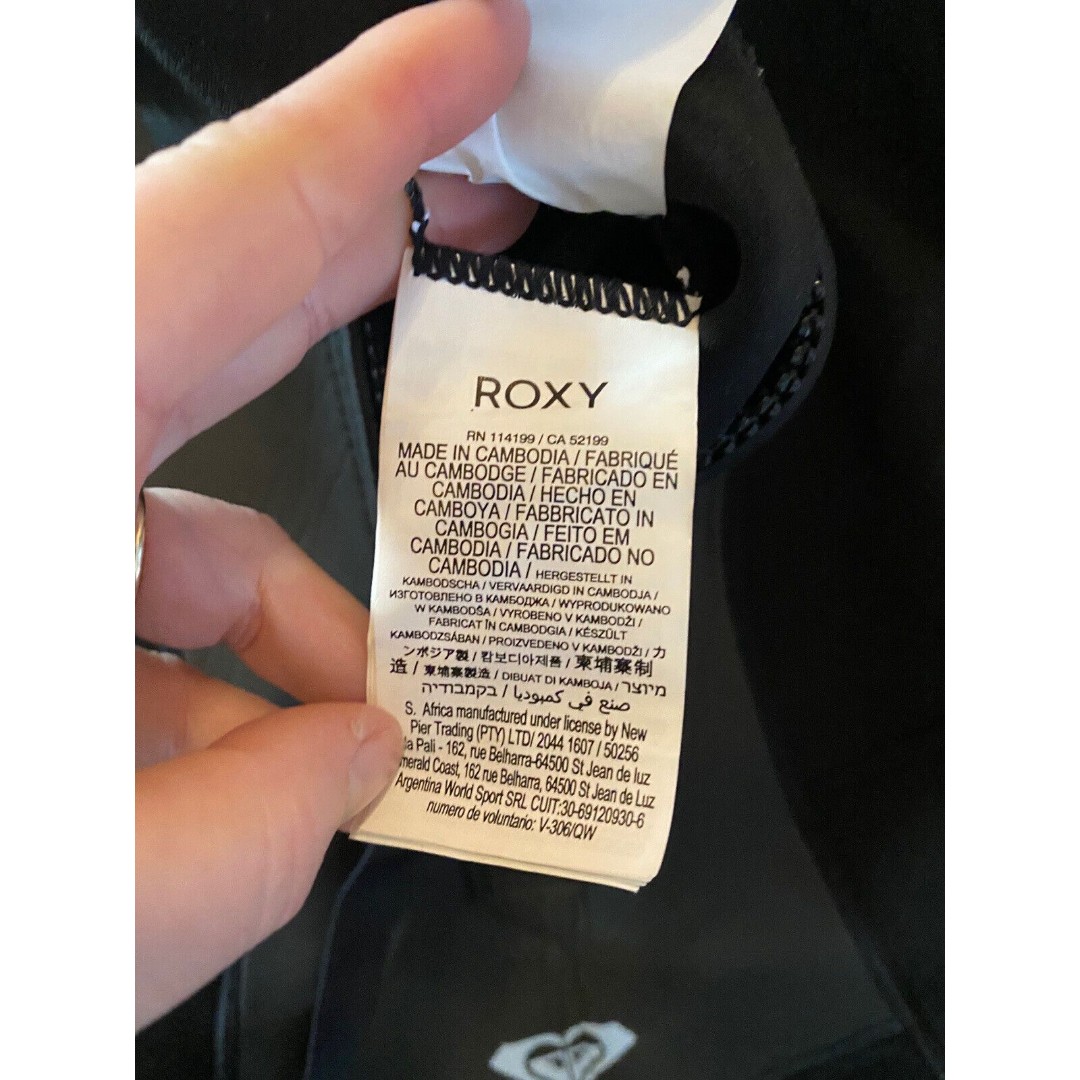 ROXY
RN 114199 / CA 52199
MADE IN CAMBODIA / FABRIQUÉ
AU CAMBODGE / FABRICADO EN
CAMBODIA / HECHO EN
CAMBOYA / FABBRICATO IN
CAMBOGIA / FEITO EM
CAMBODIA / FABRICADO NO
CAMBODIA / HERGESTELLT IN
KAMBODSCHA / VERVAARDIGD IN CAMBODJA /
ИЗГОТОВЛЕНО В КАМБОДЖА / WYPRODUKOWANO
W KAMBODŠA / VYROBENO V KAMBODŽI /
FABRICAT ÎN CAMBODGIA / KÉSZÜLT
KAMBODZSÁBAN / PROIZVEDENO V KAMBODŽI / カ
ンボジア製 / 캄보디아제품 / 柬埔寨制
造 / 柬埔寨製造 / DIBUAT DI KAMBOJA / מיוצר
בקמבודיה / صنع في كمبوديا
S. Africa manufactured under license by New
Pier Trading (PTY) LTD/ 2044 1607 / 50256
Pali - 162, rue Belharra-64500 St Jean de luz
Coast, 162 rue Belharra, 64500 St Jean de Luz
Argentina World Sport SRL CUIT:30-69120930-6
numero de voluntario: V-306/QW